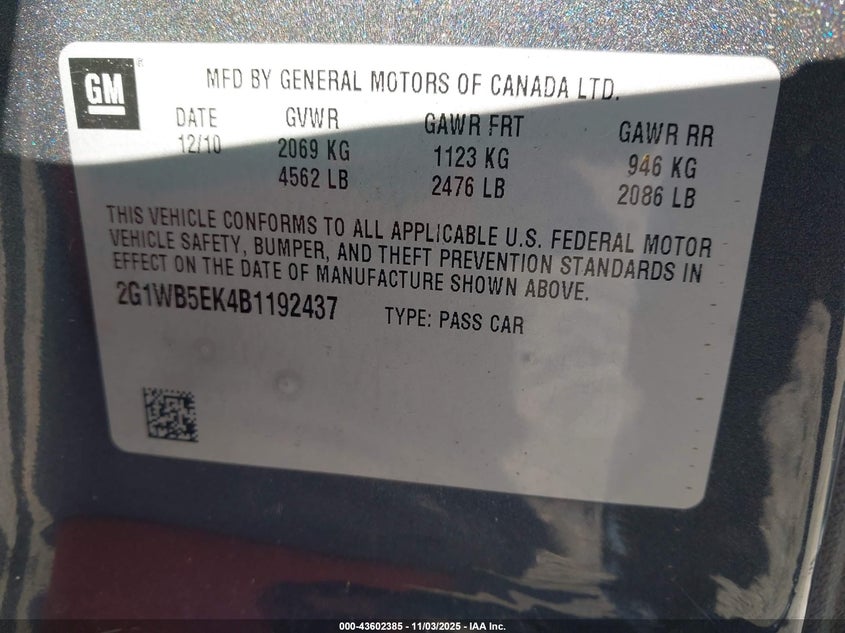 GM
MFD BY GENERAL MOTORS OF CANADA LTD.
DATE GVWR GAWR FRT GAWR RR
12/10 2069 KG 1123 KG 946 KG
4562 LB 2476 LB 2086 LB
THIS VEHICLE CONFORMS TO ALL APPLICABLE U.S. FEDERAL MOTOR
VEHICLE SAFETY, BUMPER, AND THEFT PREVENTION STANDARDS IN
EFFECT ON THE DATE OF MANUFACTURE SHOWN ABOVE.
2G1WB5EK4B1192437 TYPE: PASS CAR
000-43602385 - 11/03/2025 - IAA Inc.